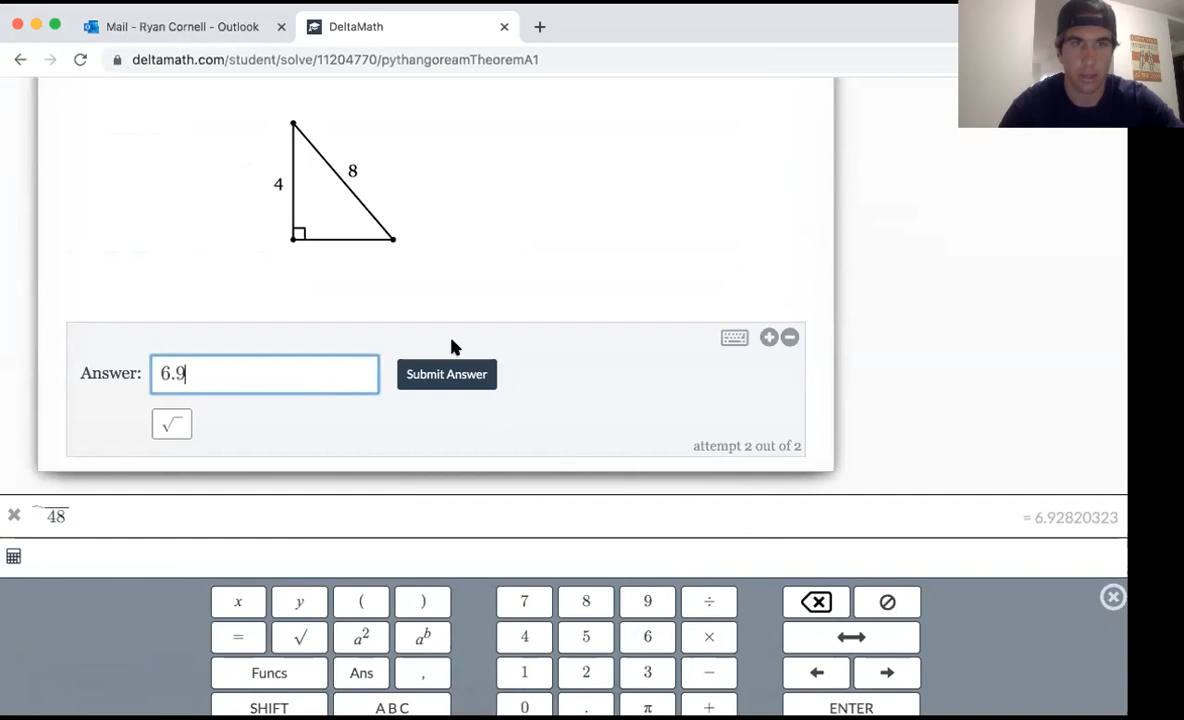 Mail - Ryan Cornell - Outlook
DeltaMath
deltamath.com/student/solve/11204770/pythangoreamTheoremA1
8
4
Answer: 6.9
Submit Answer
√
attempt 2 out of 2
√48
= 6.92820323
x y ( ) 7 8 9 ÷
= √ a² aᵇ 4 5 6 ×
Funcs Ans , 1 2 3 −
SHIFT A B C 0 . π + ENTER